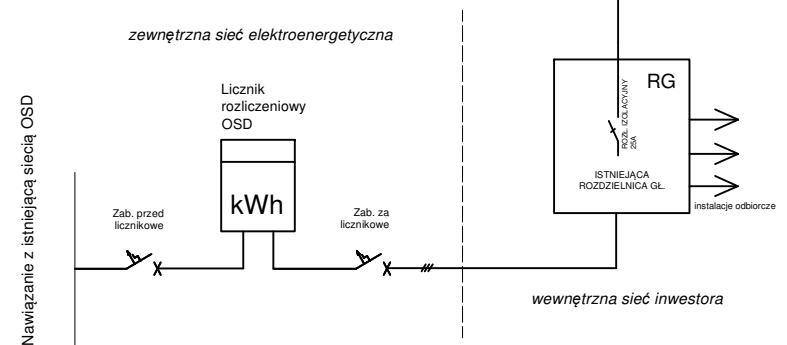 zewnętrzna sieć elektroenergetyczna
Nawiązanie z istniejącą siecią OSD
Licznik
rozliczeniowy
OSD
kWh
Zab. przed
licznikowe
Zab. za
licznikowe
RG
ROZŁ. IZOLACYJNY
25A
ISTNIEJĄCA
ROZDZIELNICA GŁ.
instalacje odbiorcze
wewnętrzna sieć inwestora